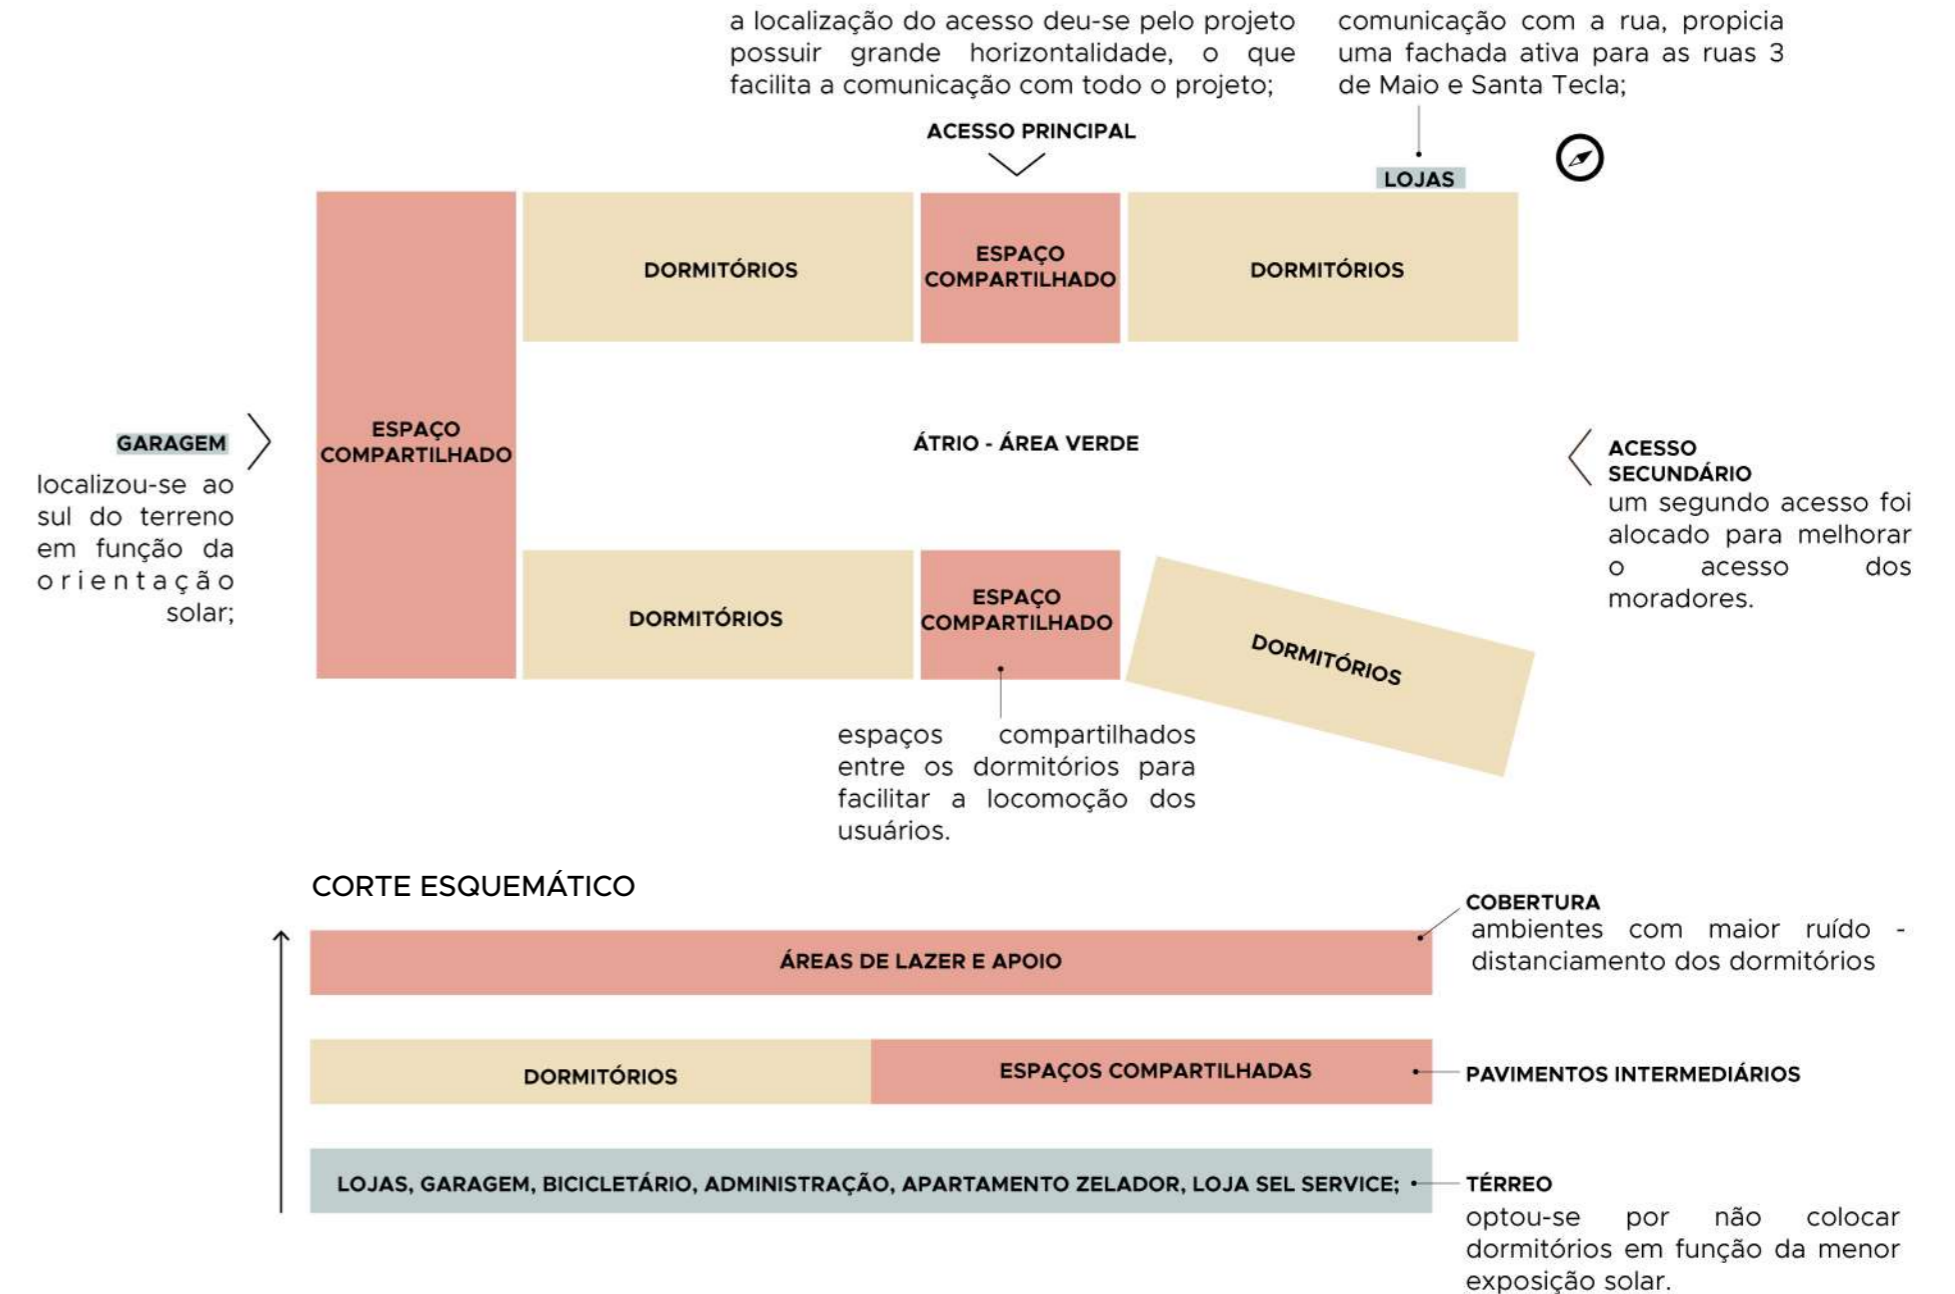 a localização do acesso deu-se pelo projeto
possuir grande horizontalidade, o que
facilita a comunicação com todo o projeto;
comunicação com a rua, propicia
uma fachada ativa para as ruas 3
de Maio e Santa Tecla;
ACESSO PRINCIPAL
LOJAS
DORMITÓRIOS
ESPAÇO
COMPARTILHADO
DORMITÓRIOS
GARAGEM
localizou-se ao
sul do terreno
em função da
orientação
solar;
ESPAÇO
COMPARTILHADO
ÁTRIO - ÁREA VERDE
ACESSO
SECUNDÁRIO
um segundo acesso foi
alocado para melhorar
o acesso dos
moradores.
DORMITÓRIOS
ESPAÇO
COMPARTILHADO
DORMITÓRIOS
espaços compartilhados
entre os dormitórios para
facilitar a locomoção dos
usuários.
CORTE ESQUEMÁTICO
ÁREAS DE LAZER E APOIO
COBERTURA
ambientes com maior ruído -
distanciamento dos dormitórios
DORMITÓRIOS
ESPAÇOS COMPARTILHADAS
PAVIMENTOS INTERMEDIÁRIOS
LOJAS, GARAGEM, BICICLETÁRIO, ADMINISTRAÇÃO, APARTAMENTO ZELADOR, LOJA SEL SERVICE;
TÉRREO
optou-se por não colocar
dormitórios em função da menor
exposição solar.